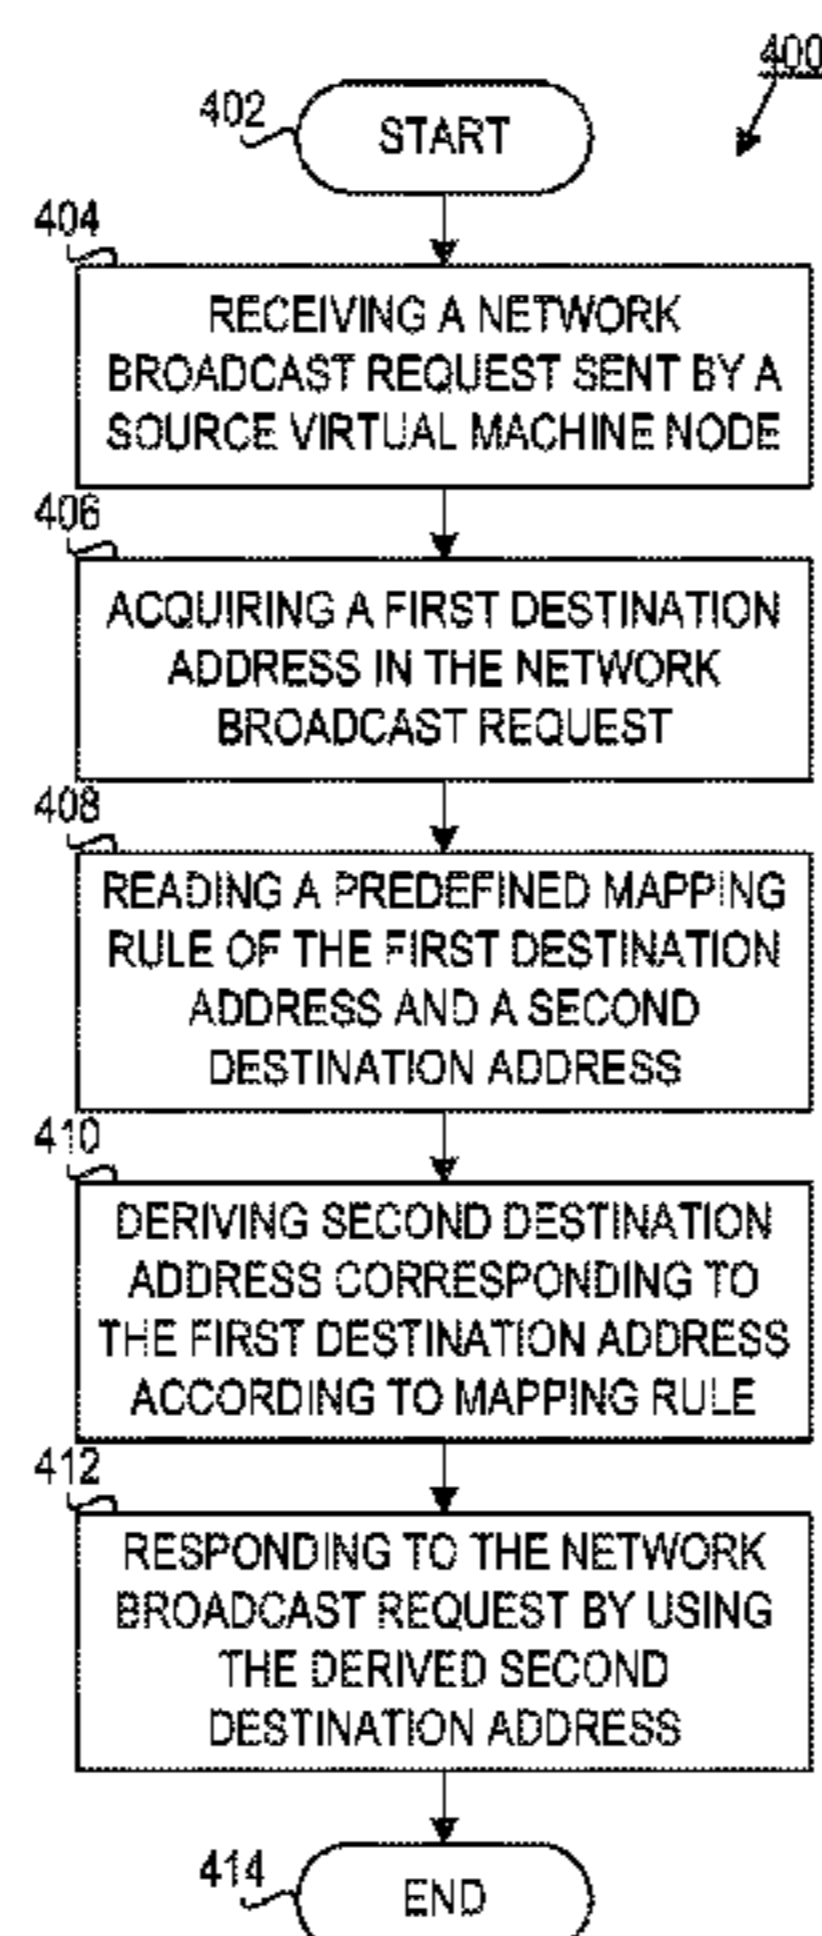 400
402
START
404
RECEIVING A NETWORK
BROADCAST REQUEST SENT BY A
SOURCE VIRTUAL MACHINE NODE
406
ACQUIRING A FIRST DESTINATION
ADDRESS IN THE NETWORK
BROADCAST REQUEST
408
READING A PREDEFINED MAPPING
RULE OF THE FIRST DESTINATION
ADDRESS AND A SECOND
DESTINATION ADDRESS
410
DERIVING SECOND DESTINATION
ADDRESS CORRESPONDING TO
THE FIRST DESTINATION ADDRESS
ACCORDING TO MAPPING RULE
412
RESPONDING TO THE NETWORK
BROADCAST REQUEST BY USING
THE DERIVED SECOND
DESTINATION ADDRESS
414
END